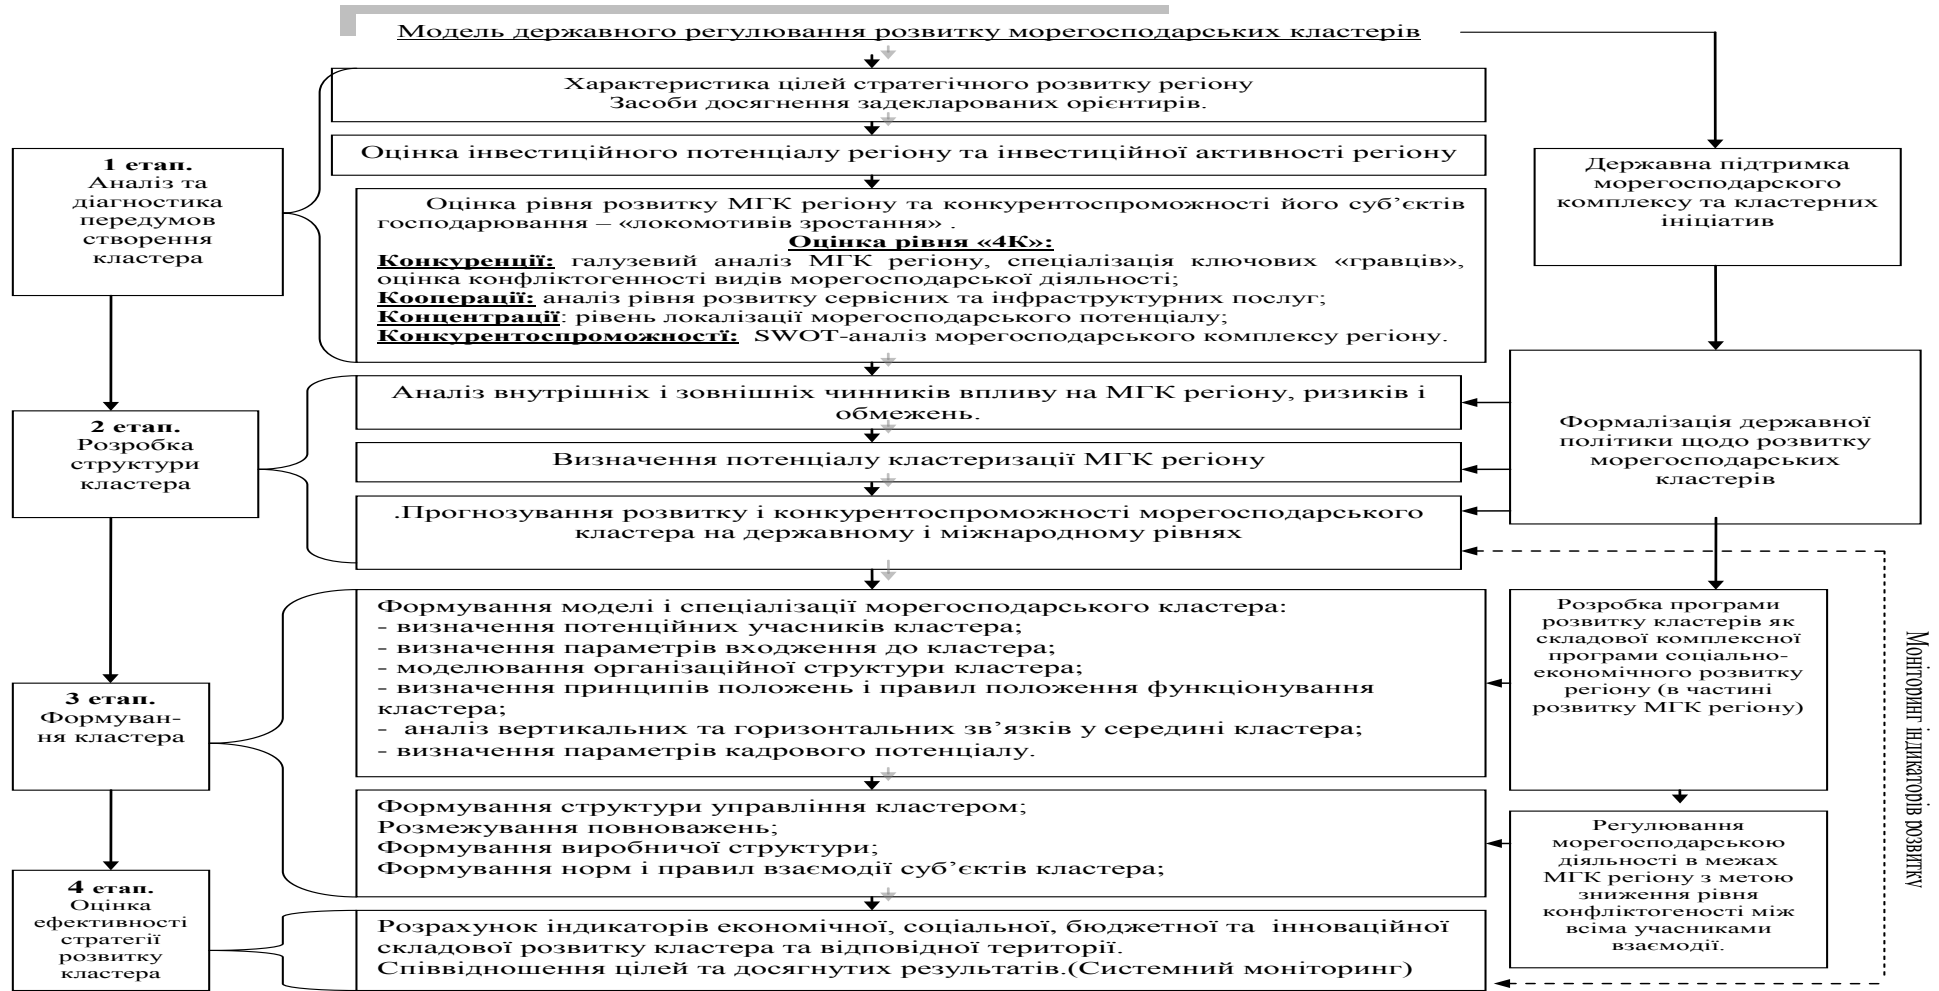 Модель державного регулювання розвитку морегосподарських кластерів
Характеристика цілей стратегічного розвитку регіону
Засоби досягнення задекларованих орієнтирів.
Оцінка інвестиційного потенціалу регіону та інвестиційної активності регіону
1 етап.
Аналіз та
діагностика
передумов
створення
кластера
Оцінка рівня розвитку МГК регіону та конкурентоспроможності його суб’єктів
господарювання – «локомотивів зростання» .
Оцінка рівня «4К»:
Конкуренції: галузевий аналіз МГК регіону, спеціалізація ключових «гравців»,
оцінка конфліктогенності видів морегосподарської діяльності;
Кооперації: аналіз рівня розвитку сервісних та інфраструктурних послуг;
Концентрації: рівень локалізації морегосподарського потенціалу;
Конкурентоспроможності: SWOT-аналіз морегосподарського комплексу регіону.
Державна підтримка
морегосподарского
комплексу та кластерних
ініціатив
2 етап.
Розробка
структури
кластера
Аналіз внутрішніх і зовнішніх чинників впливу на МГК регіону, ризиків і
обмежень.
Визначення потенціалу кластеризації МГК регіону
.Прогнозування розвитку і конкурентоспроможності морегосподарського
кластера на державному і міжнародному рівнях
Формалізація державної
політики щодо розвитку
морегосподарських
кластерів
3 етап.
Формуван-
ня кластера
Формування моделі і спеціалізації морегосподарського кластера:
- визначення потенційних учасників кластера;
- визначення параметрів входження до кластера;
- моделювання організаційної структури кластера;
- визначення принципів положень і правил положення функціонування
кластера;
- аналіз вертикальних та горизонтальних зв’язків у середині кластера;
- визначення параметрів кадрового потенціалу.
Розробка програми
розвитку кластерів як
складової комплексної
програми соціально-
економічного розвитку
регіону (в частині
розвитку МГК регіону)
Формування структури управління кластером;
Розмежування повноважень;
Формування виробничої структури;
Формування норм і правил взаємодії суб’єктів кластера;
Регулювання
морегосподарською
діяльності в межах
МГК регіону з метою
зниження рівня
конфліктогеності між
всіма учасниками
взаємодії.
4 етап.
Оцінка
ефективності
стратегії
розвитку
кластера
Розрахунок індикаторів економічної, соціальної, бюджетної та інноваційної
складової розвитку кластера та відповідної території.
Співвідношення цілей та досягнутих результатів.(Системний моніторинг)
Моніторинг індикаторів розвитку